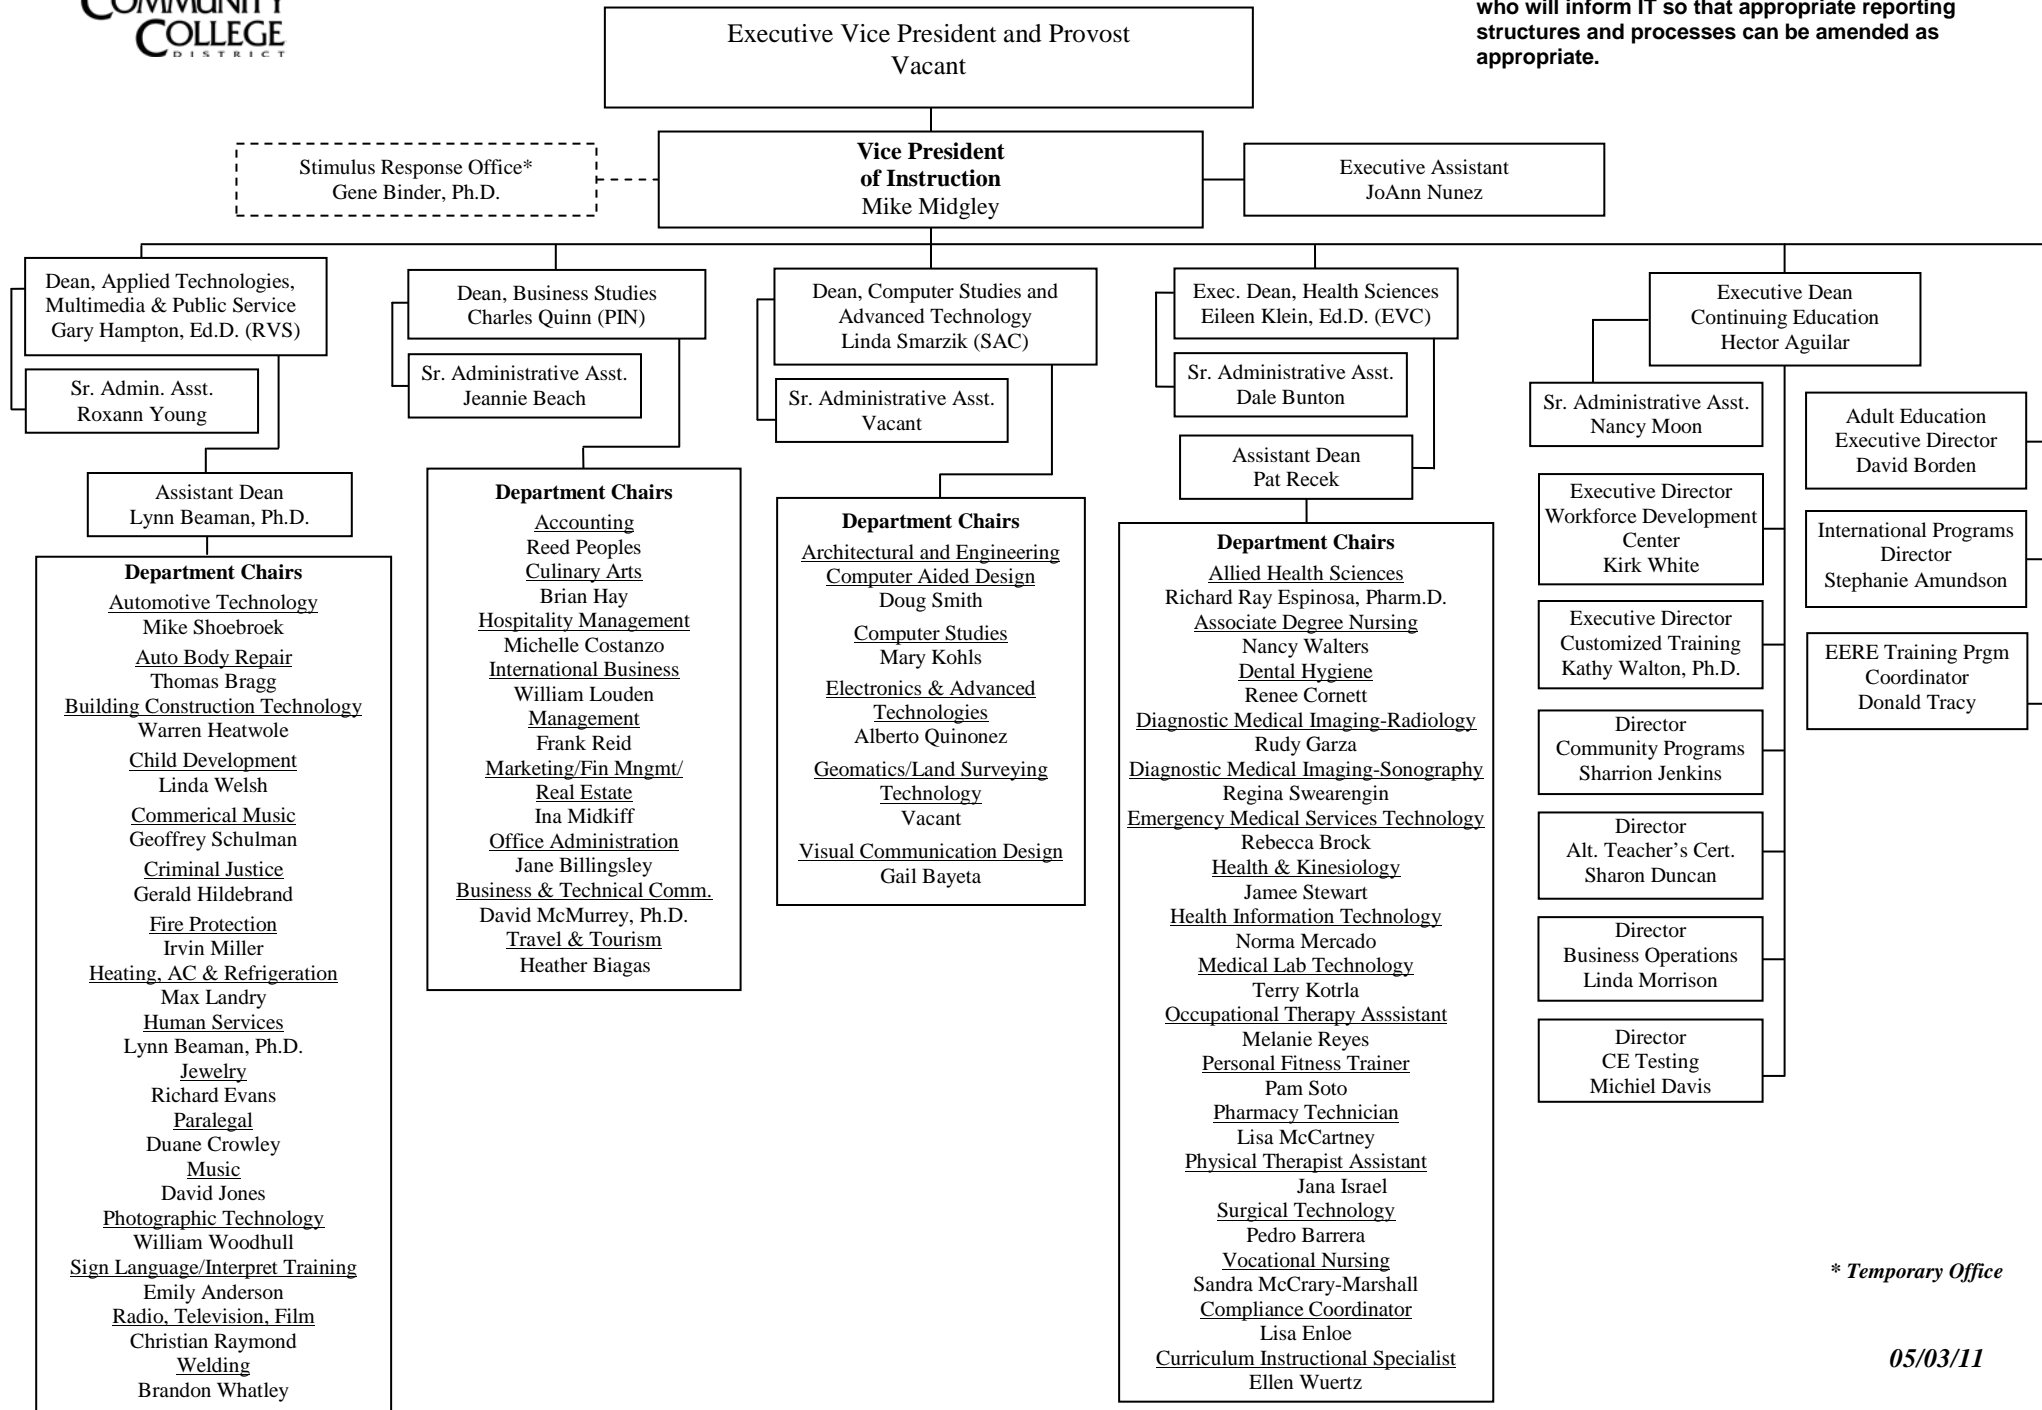 COMMUNITY
COLLEGE
DISTRICT
who will inform IT so that appropriate reporting
structures and processes can be amended as
appropriate.
Executive Vice President and Provost
Vacant
Stimulus Response Office*
Gene Binder, Ph.D.
Vice President
of Instruction
Mike Midgley
Executive Assistant
JoAnn Nunez
Dean, Applied Technologies,
Multimedia & Public Service
Gary Hampton, Ed.D. (RVS)
Sr. Admin. Asst.
Roxann Young
Assistant Dean
Lynn Beaman, Ph.D.
Department Chairs
Automotive Technology
Mike Shoebroek
Auto Body Repair
Thomas Bragg
Building Construction Technology
Warren Heatwole
Child Development
Linda Welsh
Commerical Music
Geoffrey Schulman
Criminal Justice
Gerald Hildebrand
Fire Protection
Irvin Miller
Heating, AC & Refrigeration
Max Landry
Human Services
Lynn Beaman, Ph.D.
Jewelry
Richard Evans
Paralegal
Duane Crowley
Music
David Jones
Photographic Technology
William Woodhull
Sign Language/Interpret Training
Emily Anderson
Radio, Television, Film
Christian Raymond
Welding
Brandon Whatley
Dean, Business Studies
Charles Quinn (PIN)
Sr. Administrative Asst.
Jeannie Beach
Department Chairs
Accounting
Reed Peoples
Culinary Arts
Brian Hay
Hospitality Management
Michelle Costanzo
International Business
William Louden
Management
Frank Reid
Marketing/Fin Mngmt/
Real Estate
Ina Midkiff
Office Administration
Jane Billingsley
Business & Technical Comm.
David McMurrey, Ph.D.
Travel & Tourism
Heather Biagas
Dean, Computer Studies and
Advanced Technology
Linda Smarzik (SAC)
Sr. Administrative Asst.
Vacant
Department Chairs
Architectural and Engineering
Computer Aided Design
Doug Smith
Computer Studies
Mary Kohls
Electronics & Advanced
Technologies
Alberto Quinonez
Geomatics/Land Surveying
Technology
Vacant
Visual Communication Design
Gail Bayeta
Exec. Dean, Health Sciences
Eileen Klein, Ed.D. (EVC)
Sr. Administrative Asst.
Dale Bunton
Assistant Dean
Pat Recek
Department Chairs
Allied Health Sciences
Richard Ray Espinosa, Pharm.D.
Associate Degree Nursing
Nancy Walters
Dental Hygiene
Renee Cornett
Diagnostic Medical Imaging-Radiology
Rudy Garza
Diagnostic Medical Imaging-Sonography
Regina Swearengin
Emergency Medical Services Technology
Rebecca Brock
Health & Kinesiology
Jamee Stewart
Health Information Technology
Norma Mercado
Medical Lab Technology
Terry Kotrla
Occupational Therapy Asssistant
Melanie Reyes
Personal Fitness Trainer
Pam Soto
Pharmacy Technician
Lisa McCartney
Physical Therapist Assistant
Jana Israel
Surgical Technology
Pedro Barrera
Vocational Nursing
Sandra McCrary-Marshall
Compliance Coordinator
Lisa Enloe
Curriculum Instructional Specialist
Ellen Wuertz
Executive Dean
Continuing Education
Hector Aguilar
Sr. Administrative Asst.
Nancy Moon
Executive Director
Workforce Development
Center
Kirk White
Executive Director
Customized Training
Kathy Walton, Ph.D.
Director
Community Programs
Sharrion Jenkins
Director
Alt. Teacher's Cert.
Sharon Duncan
Director
Business Operations
Linda Morrison
Director
CE Testing
Michiel Davis
Adult Education
Executive Director
David Borden
International Programs
Director
Stephanie Amundson
EERE Training Prgm
Coordinator
Donald Tracy
* Temporary Office
05/03/11